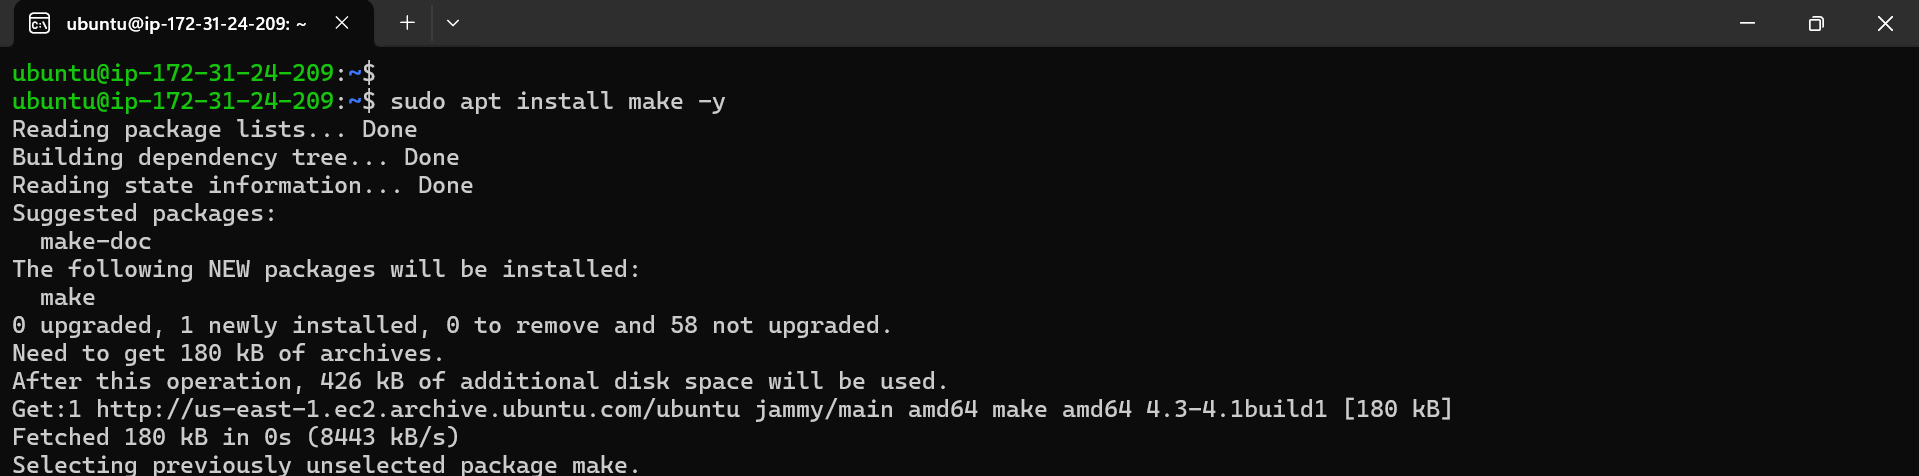 ubuntu@ip-172-31-24-209: ~
ubuntu@ip-172-31-24-209:~$
ubuntu@ip-172-31-24-209:~$ sudo apt install make -y
Reading package lists... Done
Building dependency tree... Done
Reading state information... Done
Suggested packages:
  make-doc
The following NEW packages will be installed:
  make
0 upgraded, 1 newly installed, 0 to remove and 58 not upgraded.
Need to get 180 kB of archives.
After this operation, 426 kB of additional disk space will be used.
Get:1 http://us-east-1.ec2.archive.ubuntu.com/ubuntu jammy/main amd64 make amd64 4.3-4.1build1 [180 kB]
Fetched 180 kB in 0s (8443 kB/s)
Selecting previously unselected package make.